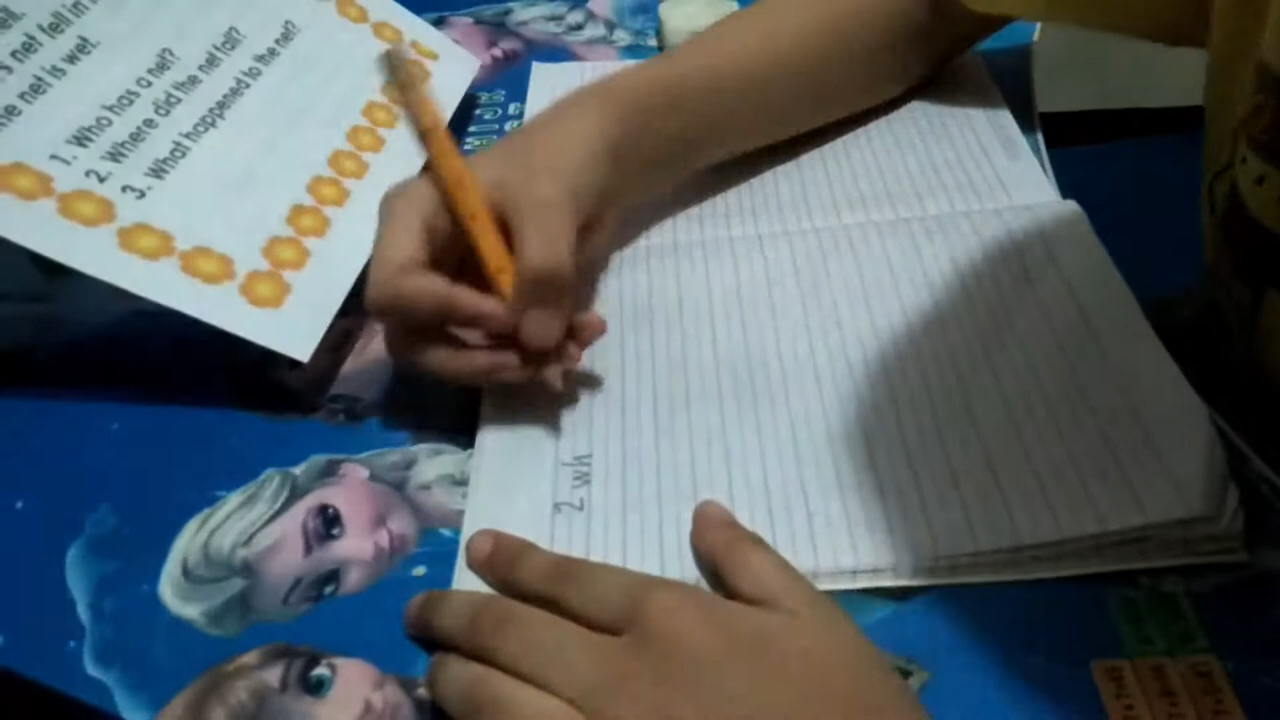 net fell in
the net is wet.
1. Who has a net?
2. Where did the net fall?
3. What happened to the net?
2 wh